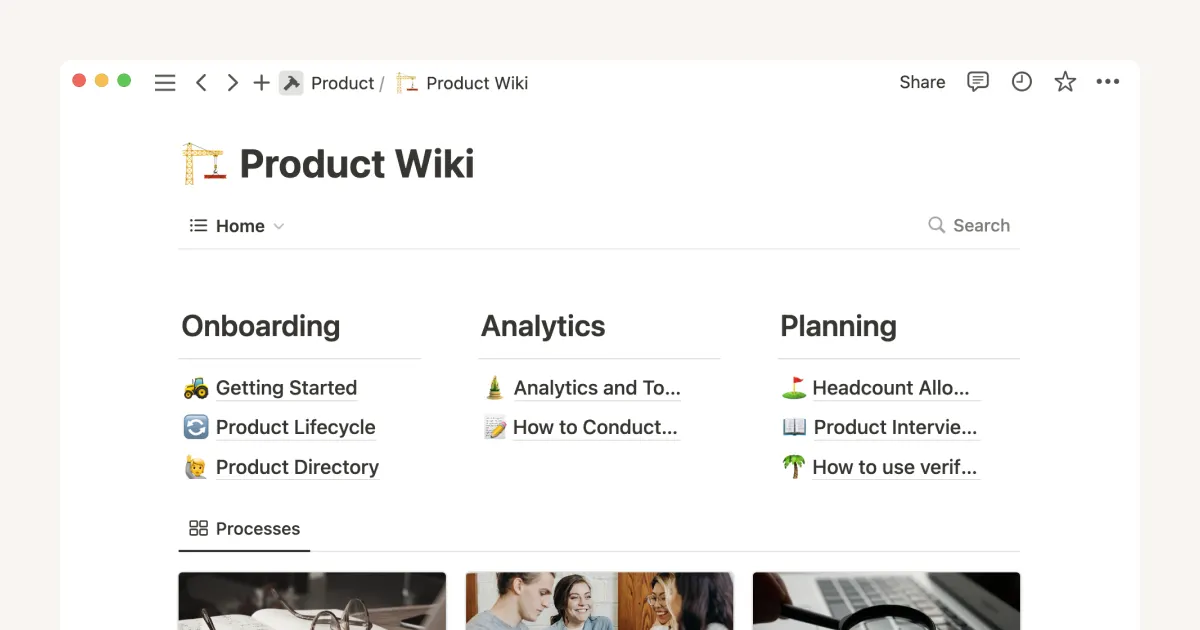 Product / Product Wiki
Share
Product Wiki
Home
Search
Onboarding
Analytics
Planning
Getting Started
Analytics and To...
Headcount Allo...
Product Lifecycle
How to Conduct...
Product Intervie...
Product Directory
How to use verif...
Processes